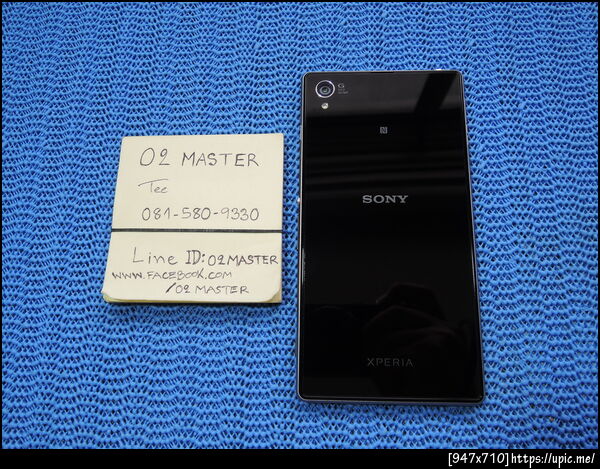 O2 MASTER
Tee
081-580-9330
Line ID: O2MASTER
WWW.FACEBOOK.COM
/O2 MASTER
G
SONY
XPERIA
[947x710]https://upic.me/